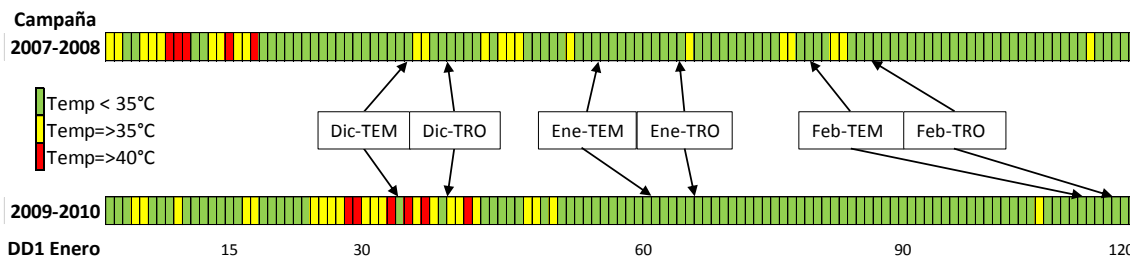 Campaña
2007-2008
Temp < 35°C
Temp=>35°C
Temp=>40°C
Dic-TEM
Dic-TRO
Ene-TEM
Ene-TRO
Feb-TEM
Feb-TRO
2009-2010
DD1 Enero 15 30 60 90 120